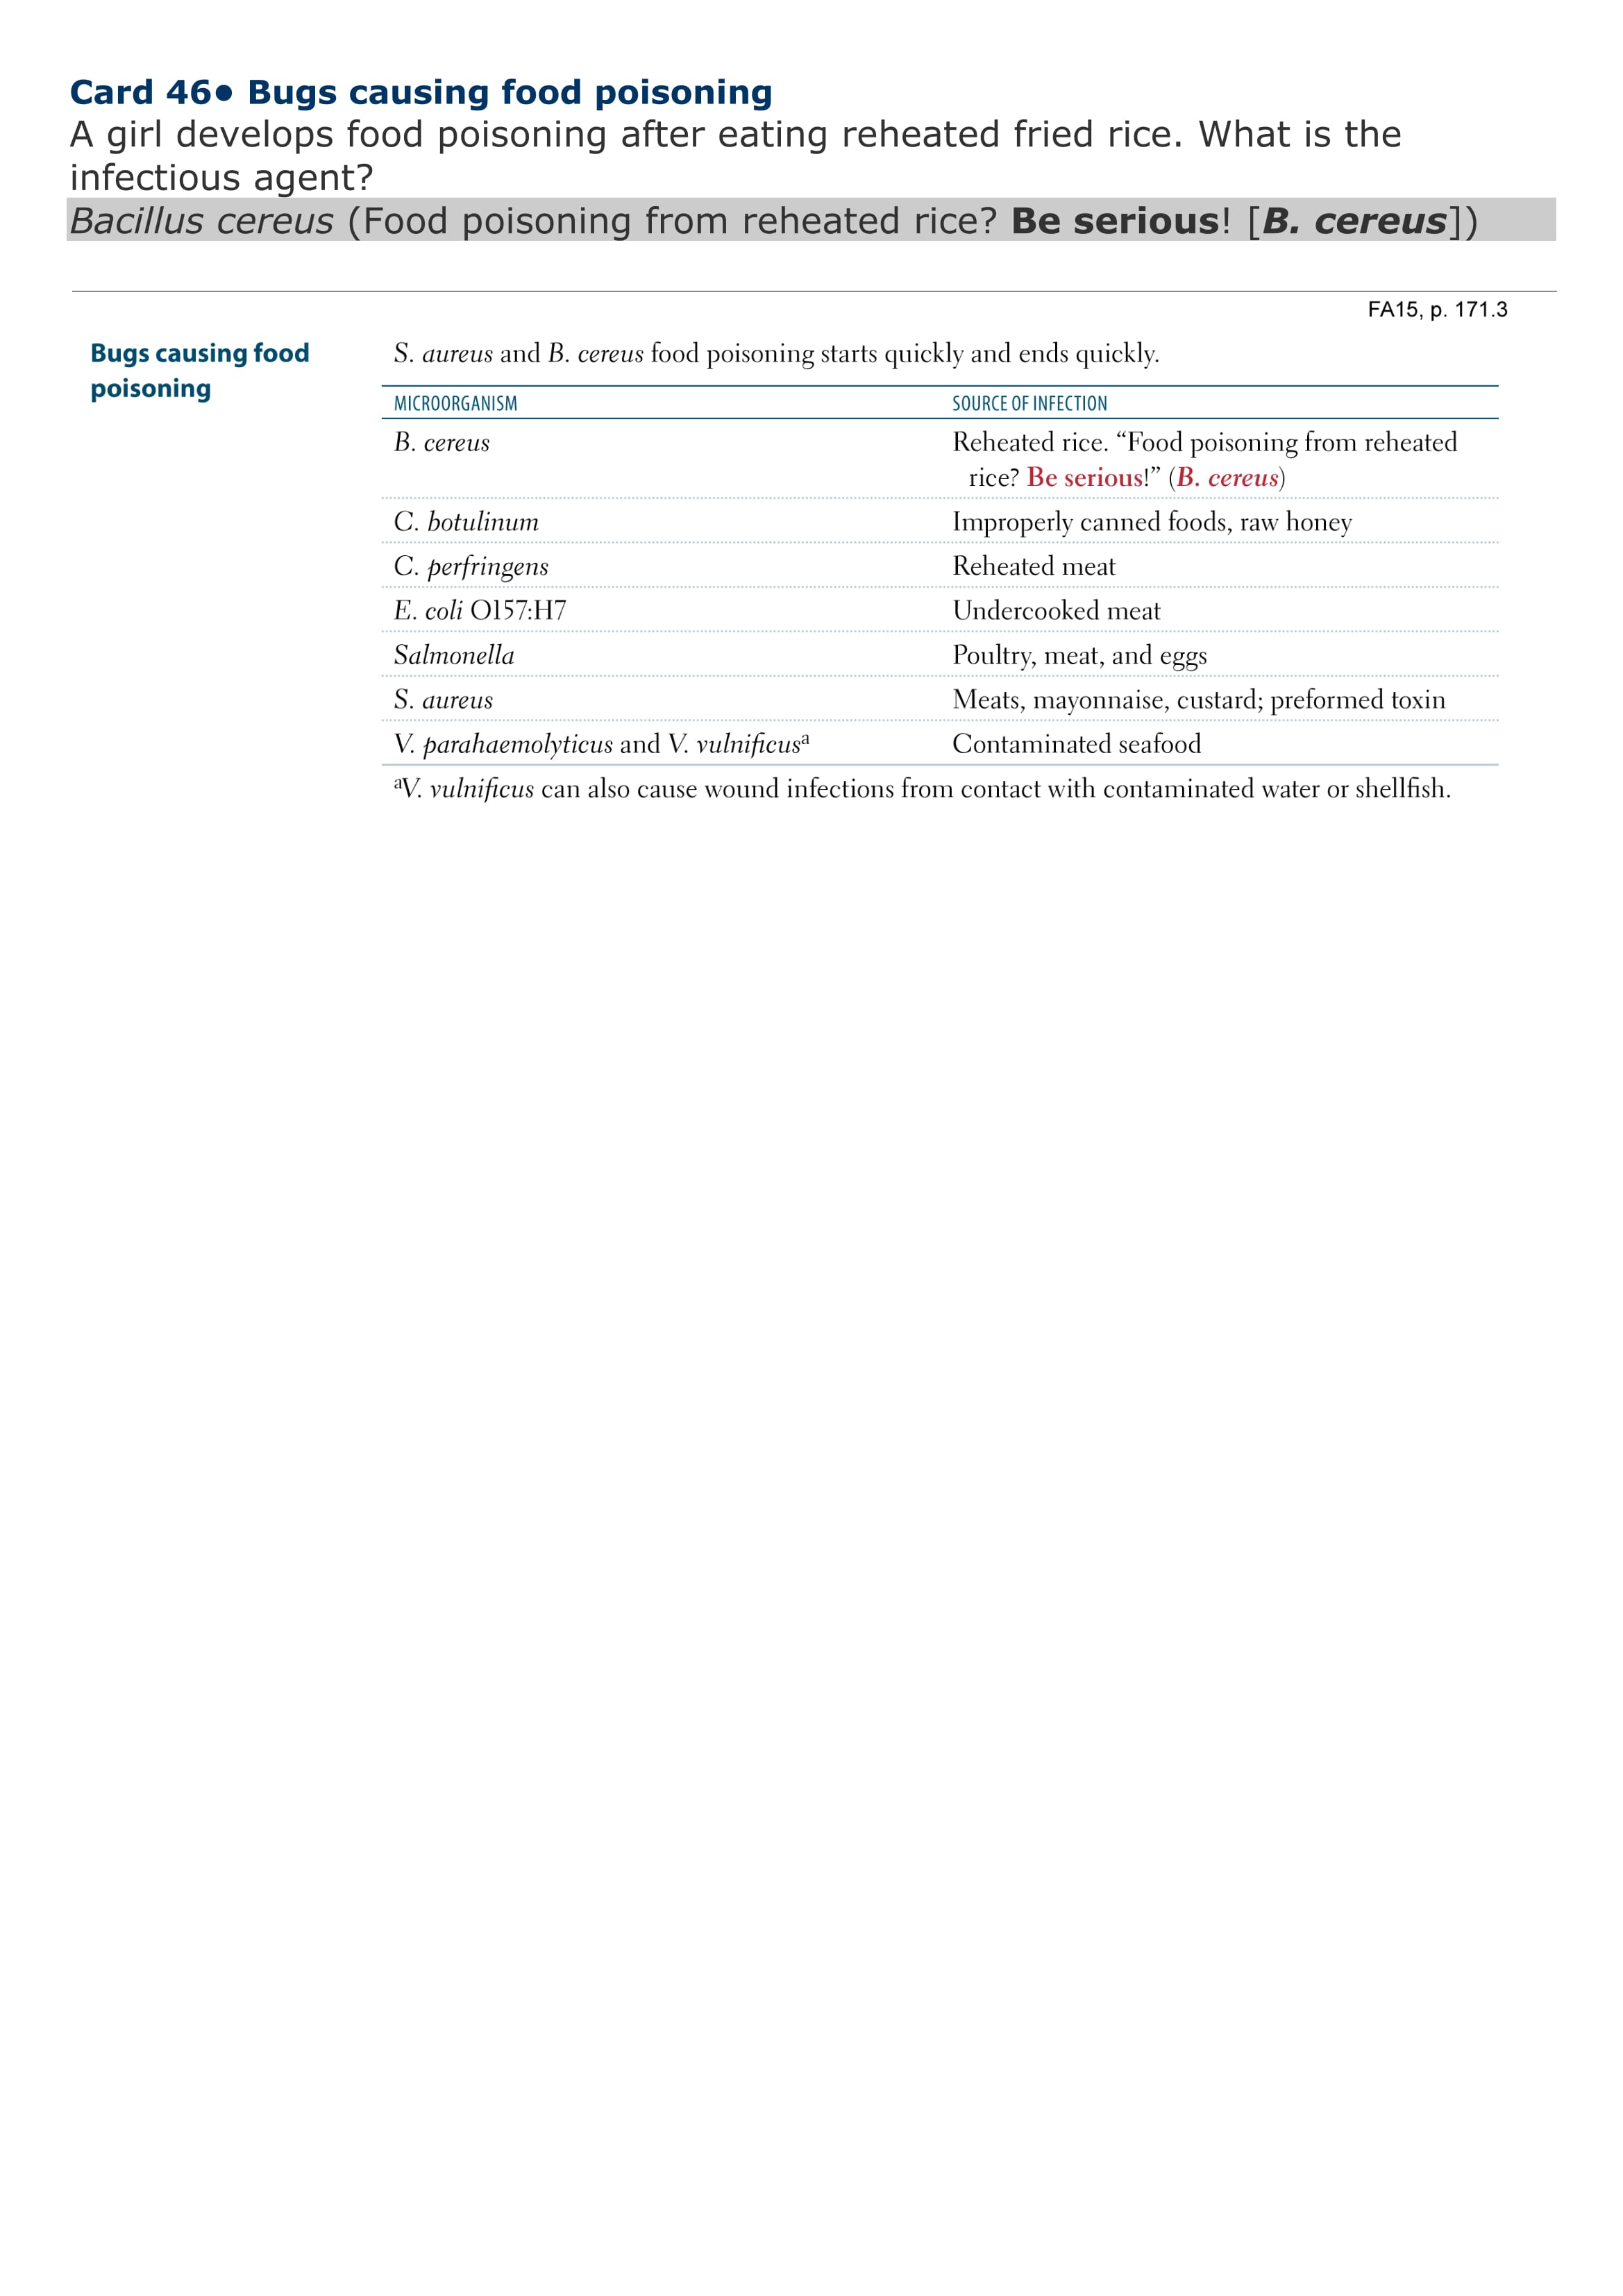 Card 46• Bugs causing food poisoning
A girl develops food poisoning after eating reheated fried rice. What is the
infectious agent?
Bacillus cereus (Food poisoning from reheated rice? Be serious! [B. cereus])
FA15, p. 171.3
Bugs causing food
poisoning
S. aureus and B. cereus food poisoning starts quickly and ends quickly.
MICROORGANISM SOURCE OF INFECTION
B. cereus Reheated rice. “Food poisoning from reheated
rice? Be serious!” (B. cereus)
C. botulinum Improperly canned foods, raw honey
C. perfringens Reheated meat
E. coli O157:H7 Undercooked meat
Salmonella Poultry, meat, and eggs
S. aureus Meats, mayonnaise, custard; preformed toxin
V. parahaemolyticus and V. vulnificusᵃ Contaminated seafood
ᵃV. vulnificus can also cause wound infections from contact with contaminated water or shellfish.